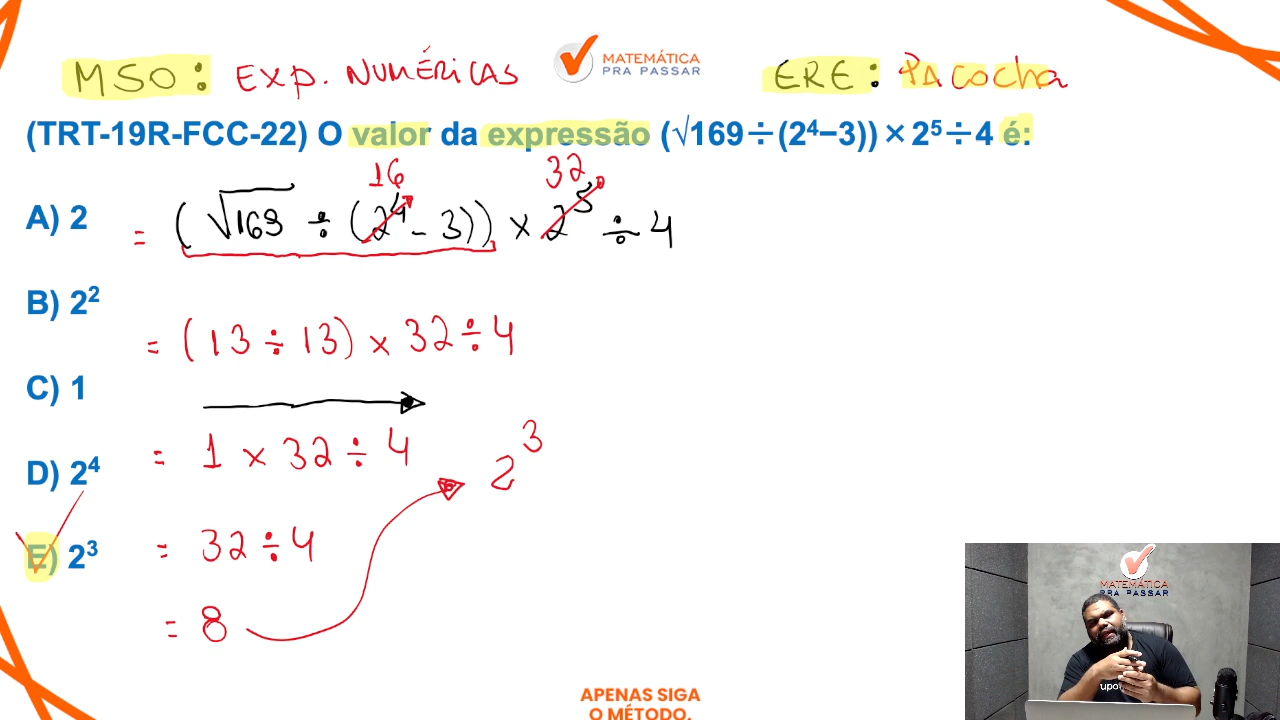 MSO: EXP. NUMÉRICAS
MATEMÁTICA
PRA PASSAR
ERE: PACOCHA
(TRT-19R-FCC-22) O valor da expressão (√169÷(2⁴−3))×2⁵÷4 é:
16 32
A) 2
= (√169 ÷ (2⁴ - 3)) × 2⁵ ÷ 4
B) 2²
= (13 ÷ 13) × 32 ÷ 4
C) 1
= 1 × 32 ÷ 4
2³
D) 2⁴
= 32 ÷ 4
E) 2³
= 8
MATEMÁTICA
PRA PASSAR
APENAS SIGA
O MÉTODO.